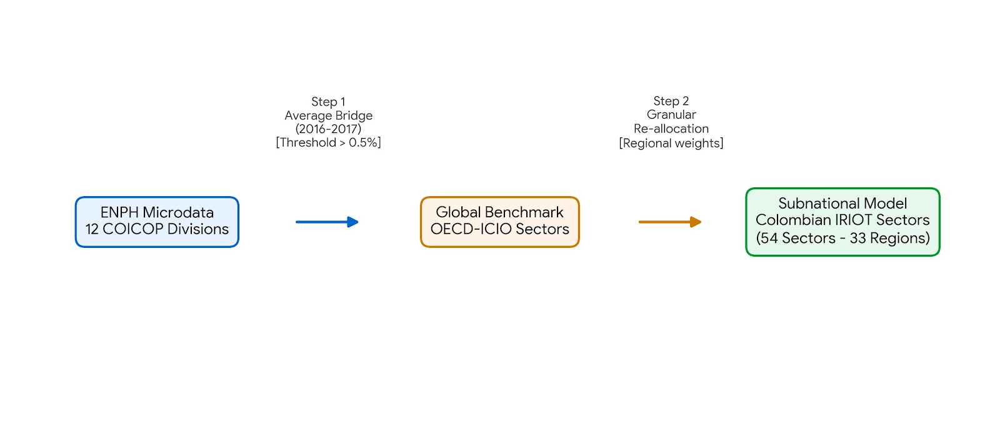 Step 1
Average Bridge
(2016-2017)
[Threshold > 0.5%]
Step 2
Granular
Re-allocation
[Regional weights]
ENPH Microdata
12 COICOP Divisions
Global Benchmark
OECD-ICIO Sectors
Subnational Model
Colombian IRIOT Sectors
(54 Sectors - 33 Regions)